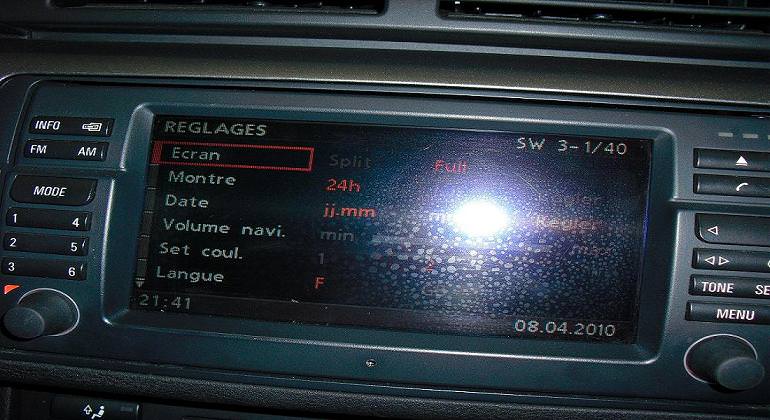 REGLAGES
SW 3-1/40
Ecran Split Full
Montre 24h
Date jj.mm
Volume navi. min
Set coul. 1 2
Langue F
21:41
08.04.2010
INFO
FM AM
MODE
1 4
2 5
3 6
TONE
MENU